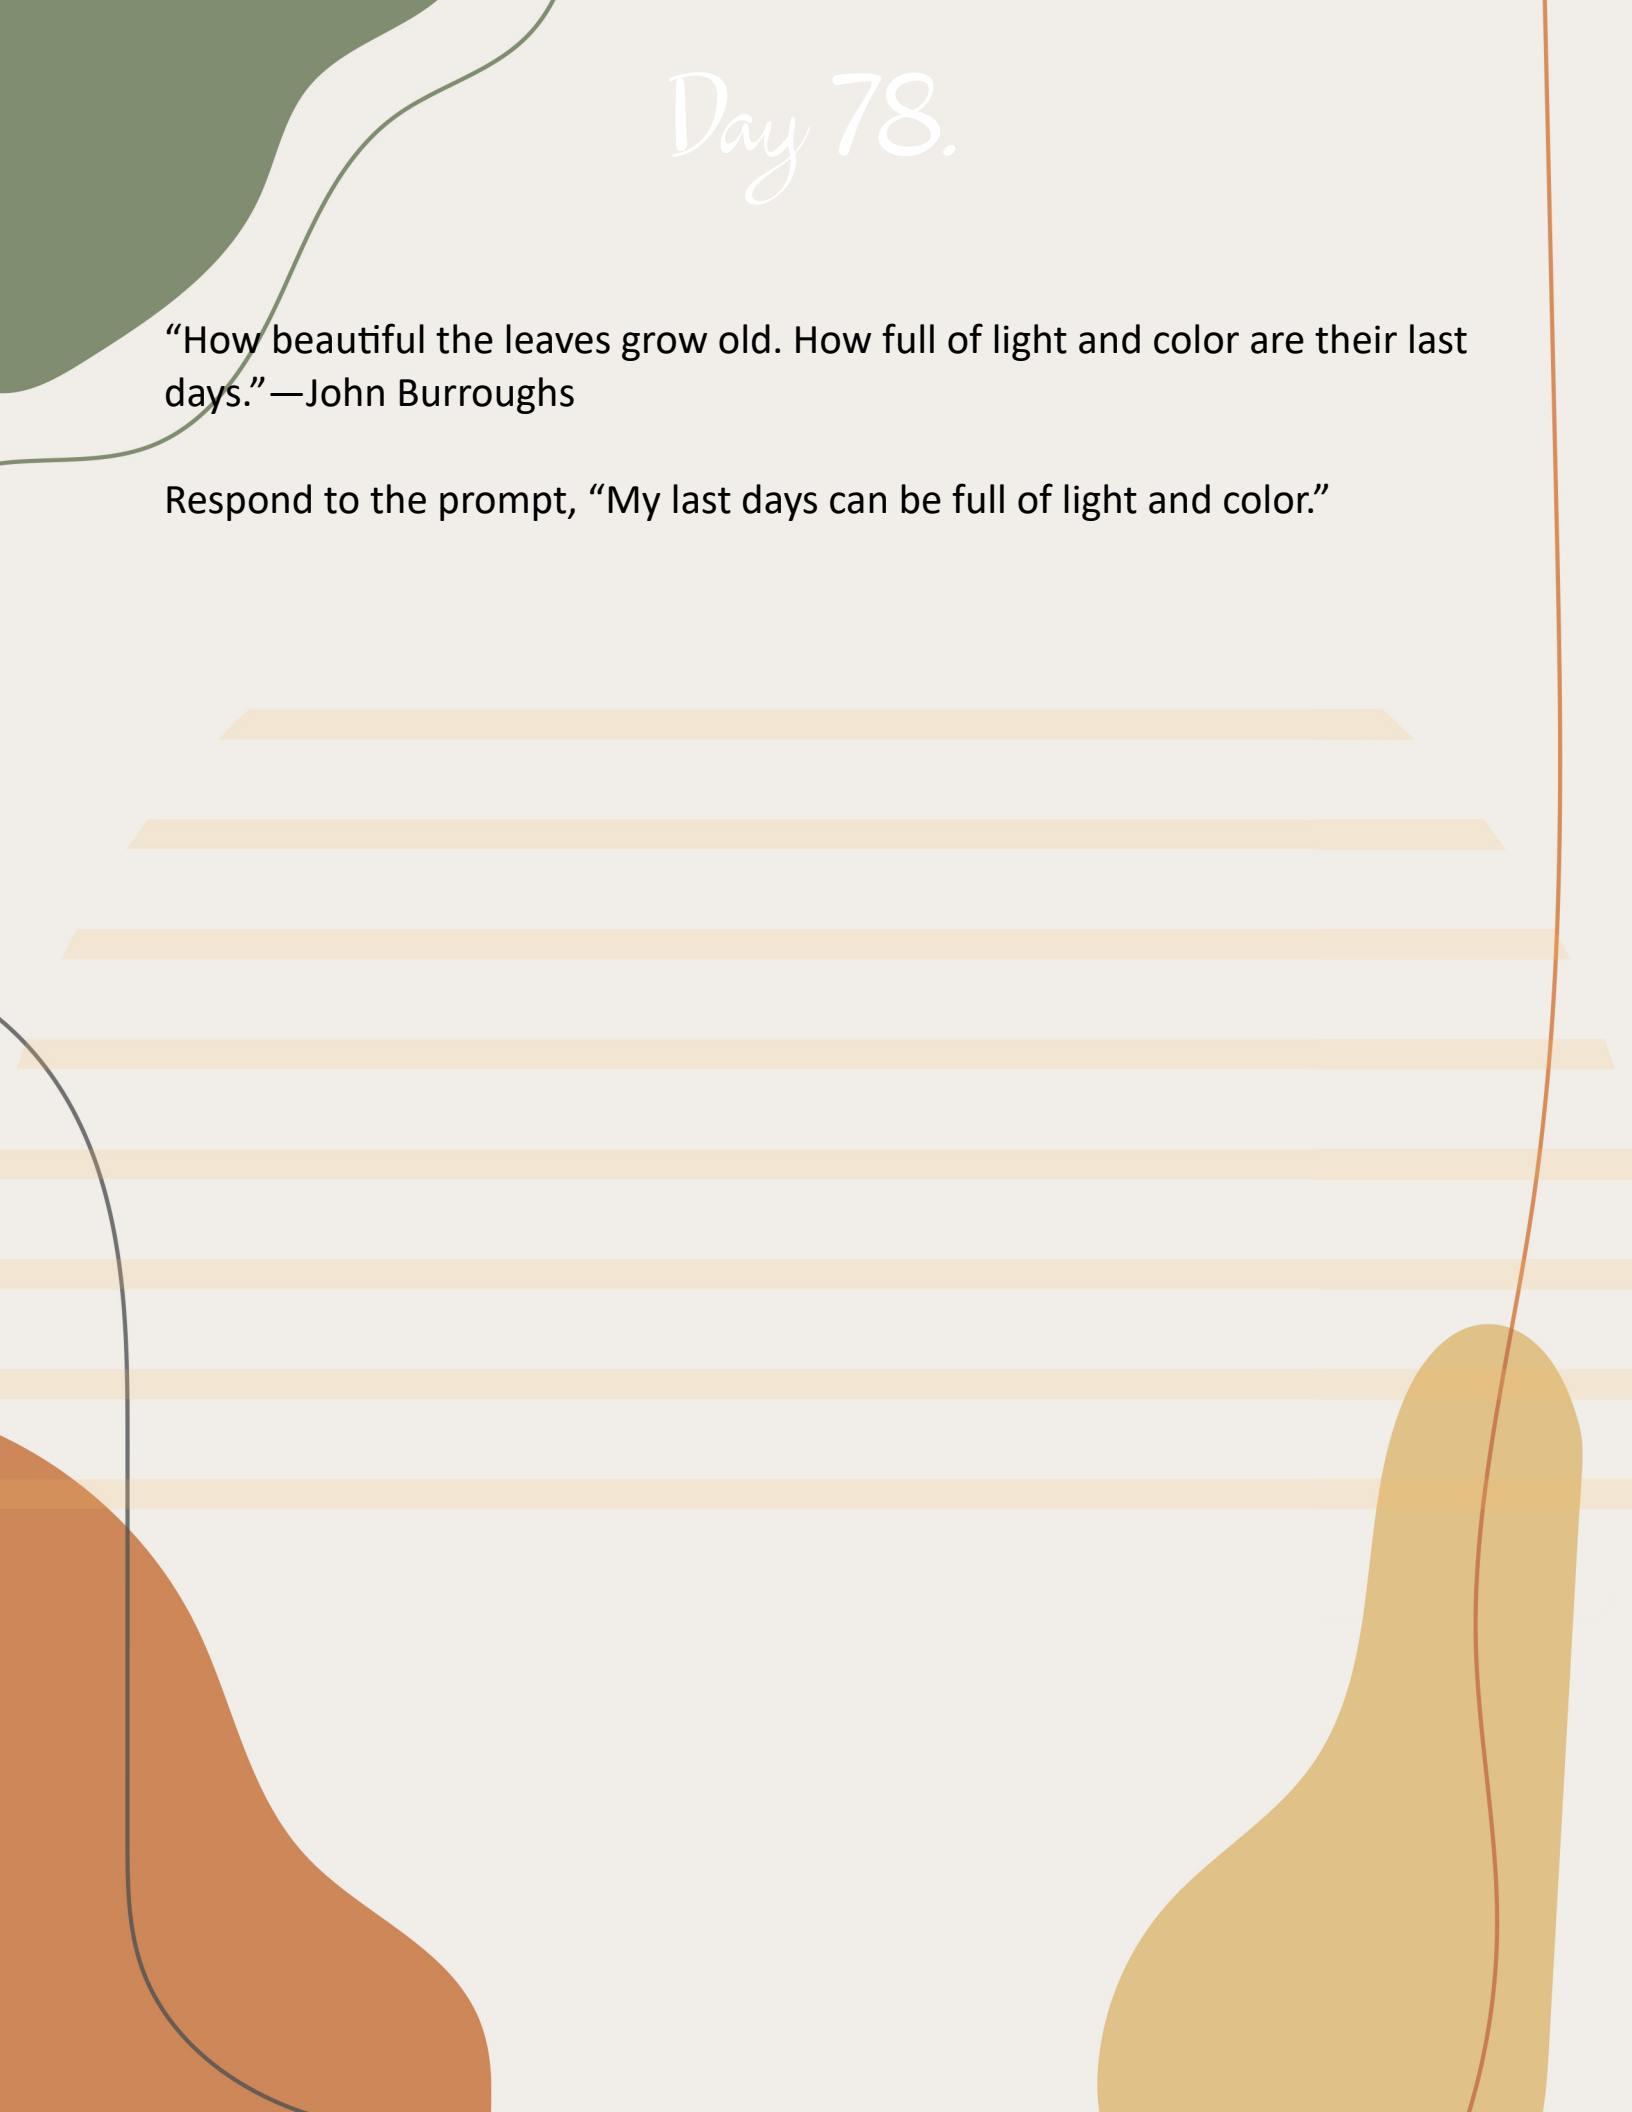 Day 78.
“How beautiful the leaves grow old. How full of light and color are their last
days.”—John Burroughs
Respond to the prompt, “My last days can be full of light and color.”